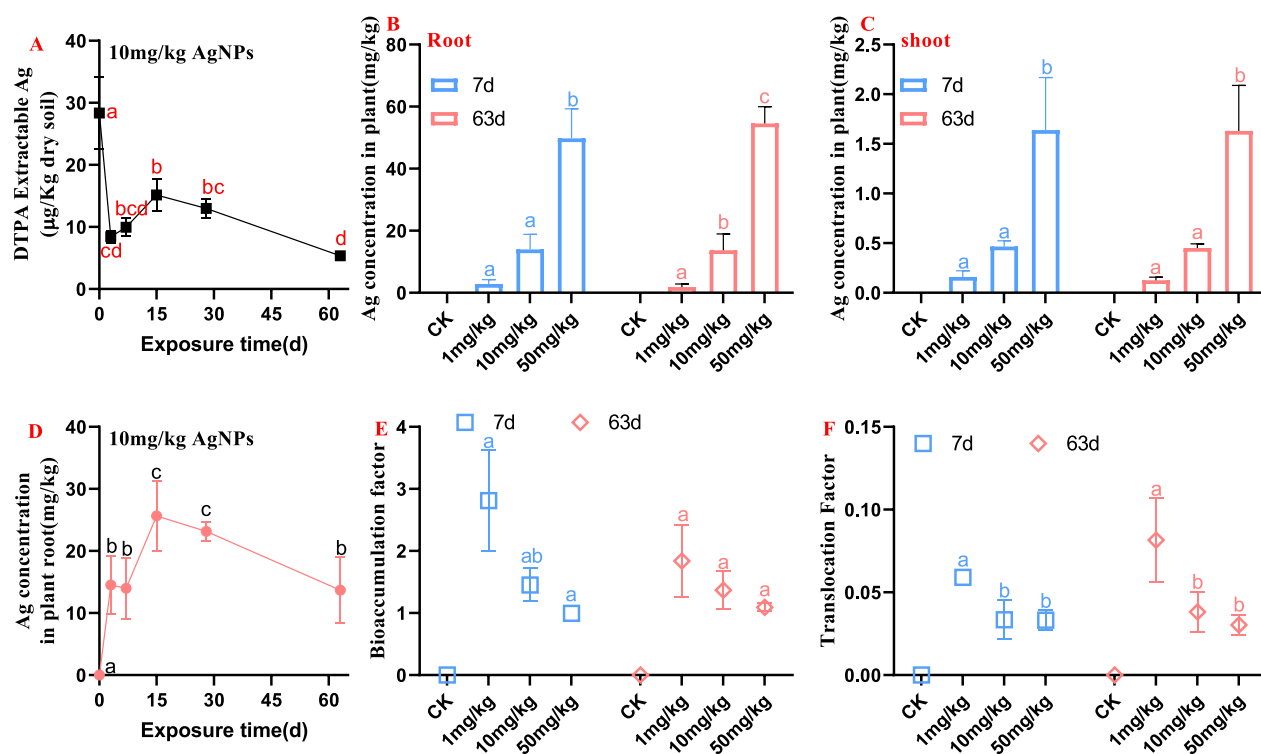 A
10mg/kg AgNPs
DTPA Extractable Ag
(μg/Kg dry soil)
40
30
20
10
0
a
cd
bcd
b
bc
d
0
15
30
45
60
Exposure time(d)
B
Root
7d
63d
Ag concentration in plant(mg/kg)
80
60
40
20
0
a
a
b
a
b
c
CK
1mg/kg
10mg/kg
50mg/kg
CK
1mg/kg
10mg/kg
50mg/kg
C
shoot
7d
63d
Ag concentration in plant(mg/kg)
2.5
2.0
1.5
1.0
0.5
0.0
a
a
b
a
a
b
CK
1mg/kg
10mg/kg
50mg/kg
CK
1mg/kg
10mg/kg
50mg/kg
D
10mg/kg AgNPs
Ag concentration
in plant root(mg/kg)
40
30
20
10
0
a
b
b
c
c
b
0
15
30
45
60
Exposure time(d)
E
7d
63d
Bioaccumulation factor
4
3
2
1
0
a
ab
a
a
a
a
CK
1mg/kg
10mg/kg
50mg/kg
CK
1mg/kg
10mg/kg
50mg/kg
F
7d
63d
Translocation Factor
0.15
0.10
0.05
0.00
a
b
b
a
b
b
CK
1mg/kg
10mg/kg
50mg/kg
CK
1mg/kg
10mg/kg
50mg/kg